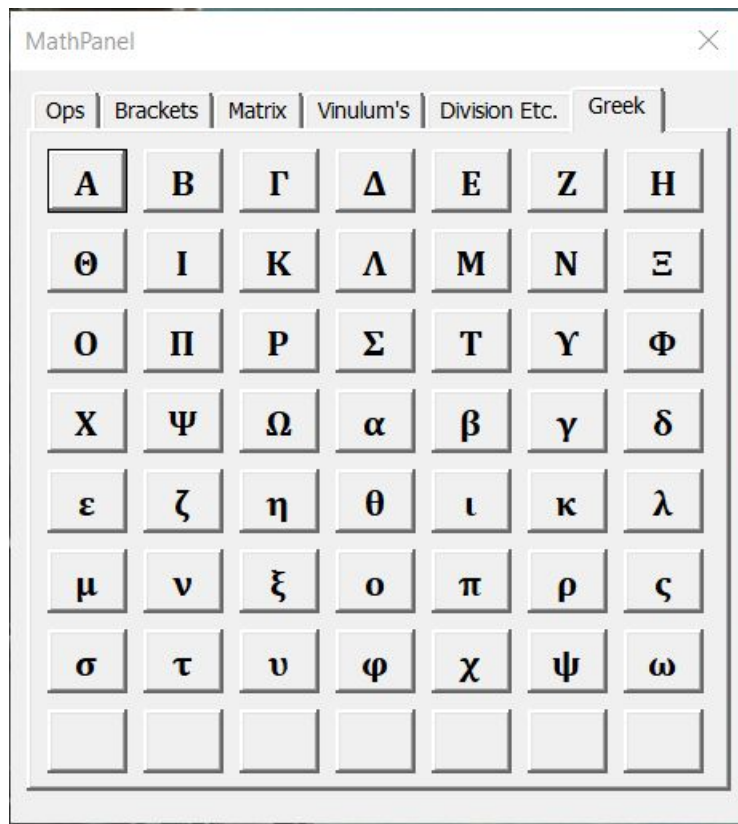 MathPanel
Ops Brackets Matrix Vinulum's Division Etc. Greek
Α Β Γ Δ Ε Ζ Η
Θ Ι Κ Λ Μ Ν Ξ
Ο Π Ρ Σ Τ ϒ Φ
Χ Ψ Ω α β γ δ
ε ζ η θ ι κ λ
μ ν ξ ο π ρ ς
σ τ υ φ χ ψ ω